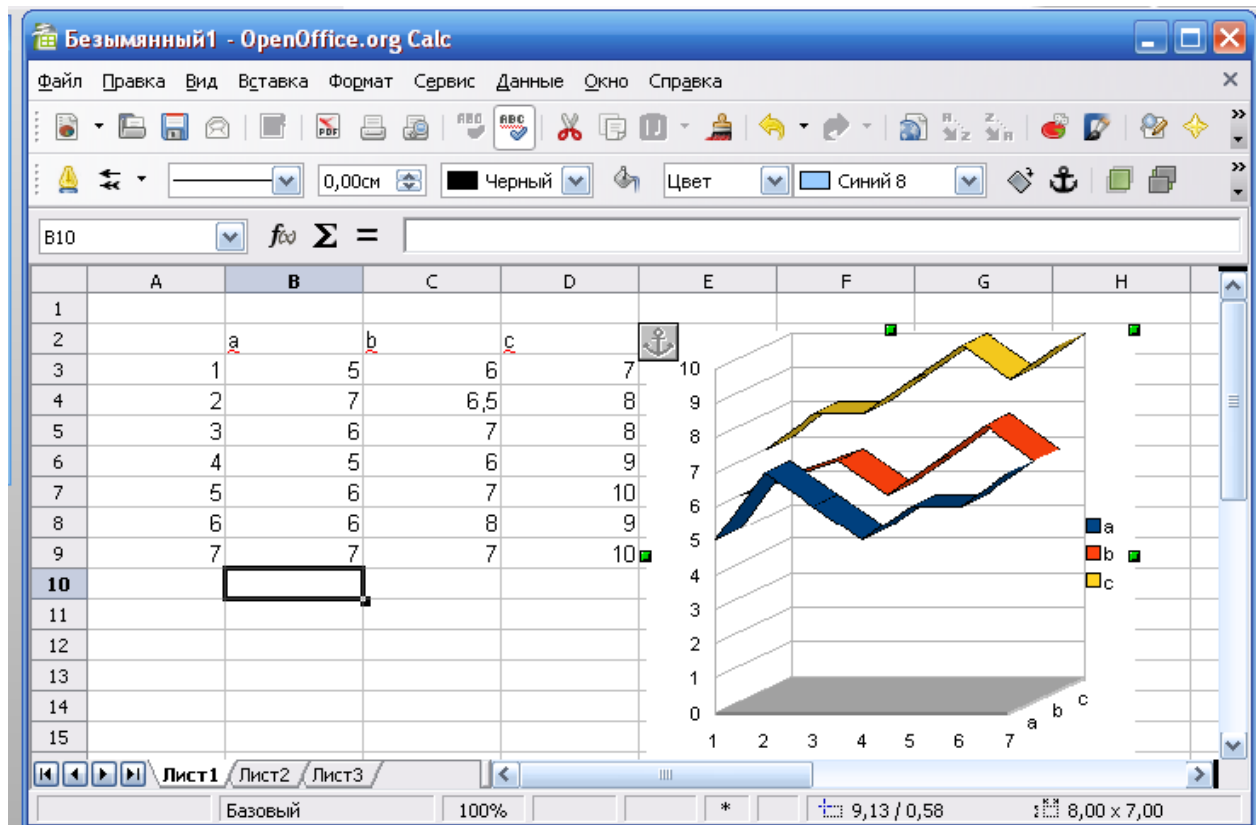 Безымянный1 - OpenOffice.org Calc
Файл Правка Вид Вставка Формат Сервис Данные Окно Справка
PDF ABC ABC
0,00см Черный Цвет Синий 8
B10 f(x) Σ =
A B C D E F G H
1
2 a b c
3 1 5 6 7
4 2 7 6,5 8
5 3 6 7 8
6 4 5 6 9
7 5 6 7 10
8 6 6 8 9
9 7 7 7 10
10
11
12
13
14
15
10
9
8
7
6
5
4
3
2
1
0
1 2 3 4 5 6 7
a b c
a
b
c
Лист1 Лист2 Лист3
Базовый 100% * 9,13 / 0,58 8,00 x 7,00